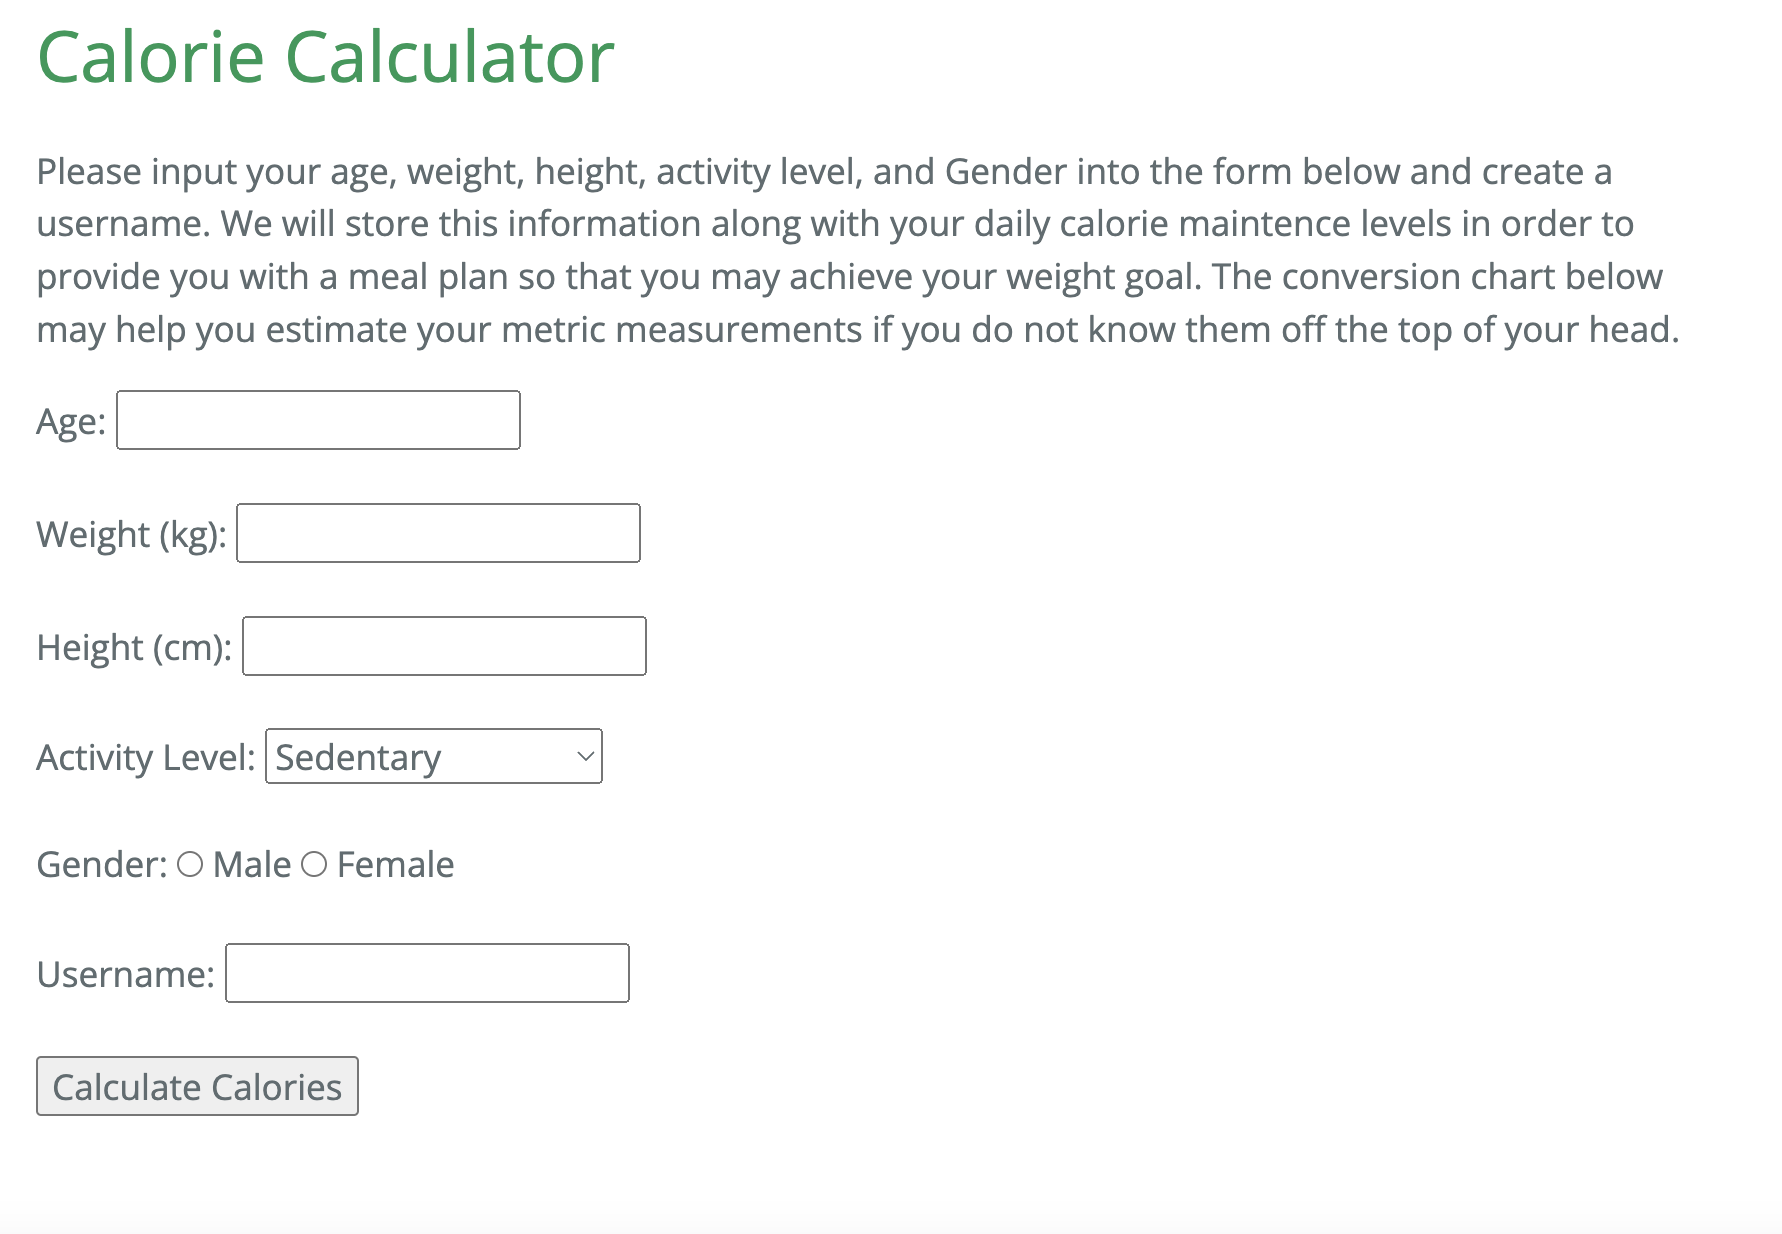 Calorie Calculator
Please input your age, weight, height, activity level, and Gender into the form below and create a
username. We will store this information along with your daily calorie maintence levels in order to
provide you with a meal plan so that you may achieve your weight goal. The conversion chart below
may help you estimate your metric measurements if you do not know them off the top of your head.
Age:
Weight (kg):
Height (cm):
Activity Level: Sedentary
Gender: Male Female
Username:
Calculate Calories